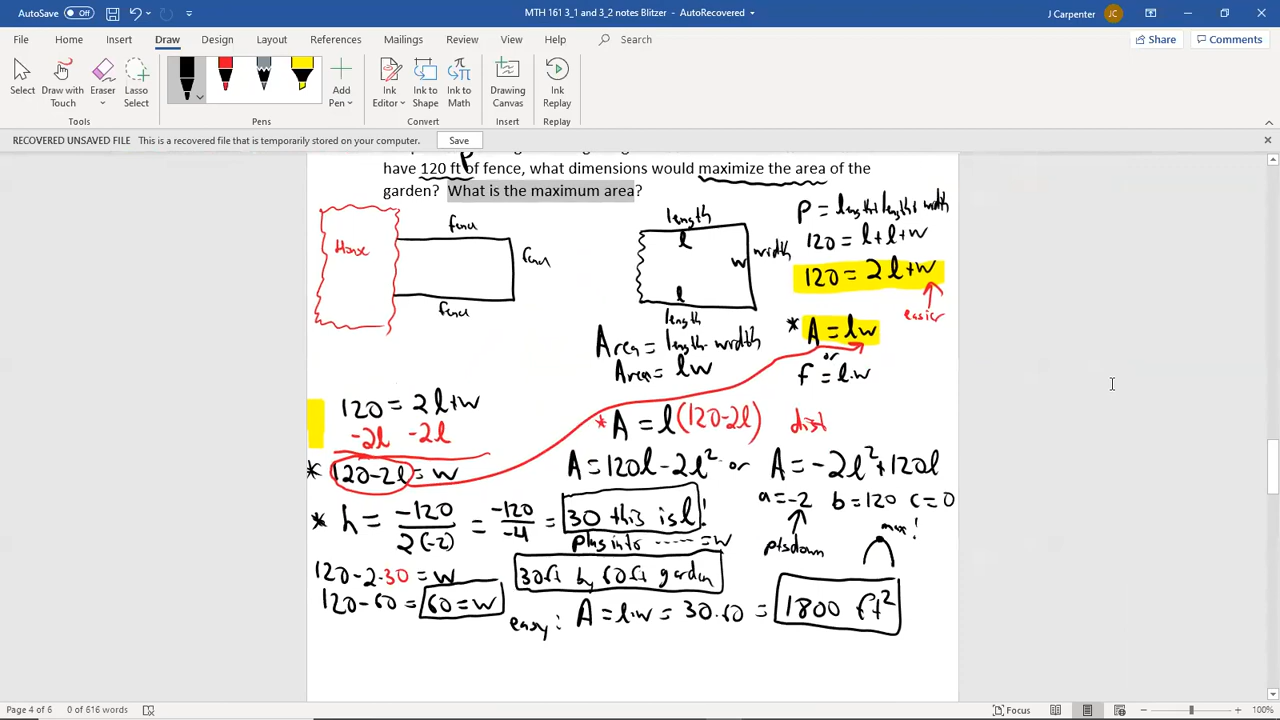 AutoSave Off MTH 161 3_1 and 3_2 notes Blitzer - AutoRecovered J Carpenter JC
File Home Insert Draw Design Layout References Mailings Review View Help Search Share Comments
Select Draw with Touch Eraser Lasso Select Add Pen Ink Editor Ink to Shape Ink to Math Drawing Canvas Ink Replay
Tools Pens Convert Insert Replay
RECOVERED UNSAVED FILE This is a recovered file that is temporarily stored on your computer. Save
P
have 120 ft of fence, what dimensions would maximize the area of the
garden? What is the maximum area?
House
fence
fence
fence
length
l
width
w
l
length
P = length+length+width
120 = l+l+w
120 = 2l+w
easier
* A = lw
or
f = l·w
Area = length·width
Area = lw
120 = 2l+w
-2l -2l
* 120-2l = w
* A = l(120-2l) dist
A = 120l-2l² or A = -2l²+120l
a = -2 b = 120 c = 0
pts down
max!
* h = -120/2(-2) = -120/-4 = 30 this is l!
plug into ------ = w
120-2·30 = w
120-60 = 60 = w
30ft by 60ft garden
easy: A = l·w = 30·60 = 1800 ft²
Page 4 of 6 0 of 616 words Focus 100%